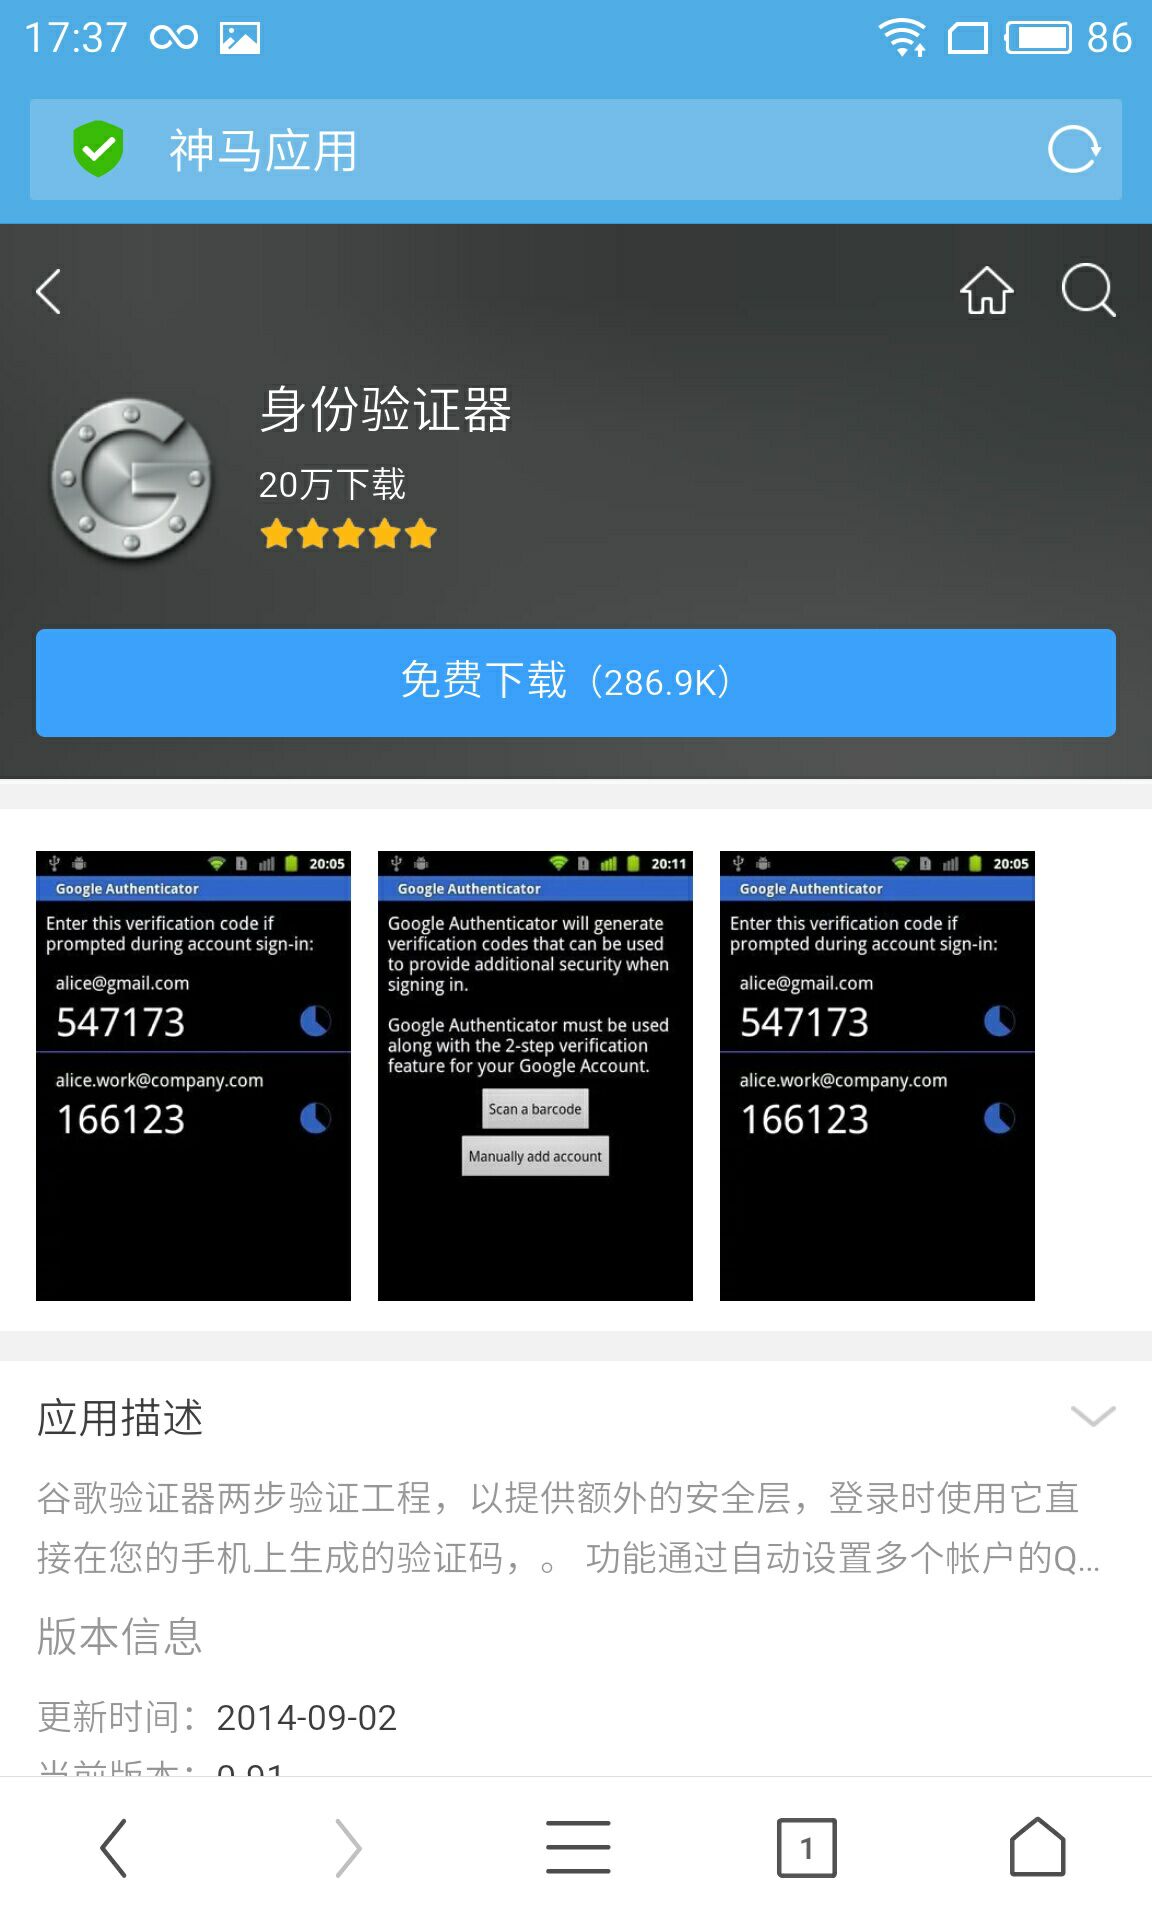 17:37
86
神马应用
身份验证器
20万下载
免费下载（286.9K）
20:05
Google Authenticator
Enter this verification code if
prompted during account sign-in:
alice@gmail.com
547173
alice.work@company.com
166123
20:11
Google Authenticator
Google Authenticator will generate
verification codes that can be used
to provide additional security when
signing in.
Google Authenticator must be used
along with the 2-step verification
feature for your Google Account.
Scan a barcode
Manually add account
20:05
Google Authenticator
Enter this verification code if
prompted during account sign-in:
alice@gmail.com
547173
alice.work@company.com
166123
应用描述
谷歌验证器两步验证工程，以提供额外的安全层，登录时使用它直
接在您的手机上生成的验证码，。 功能通过自动设置多个帐户的Q...
版本信息
更新时间：2014-09-02
当前版本：0.91
1